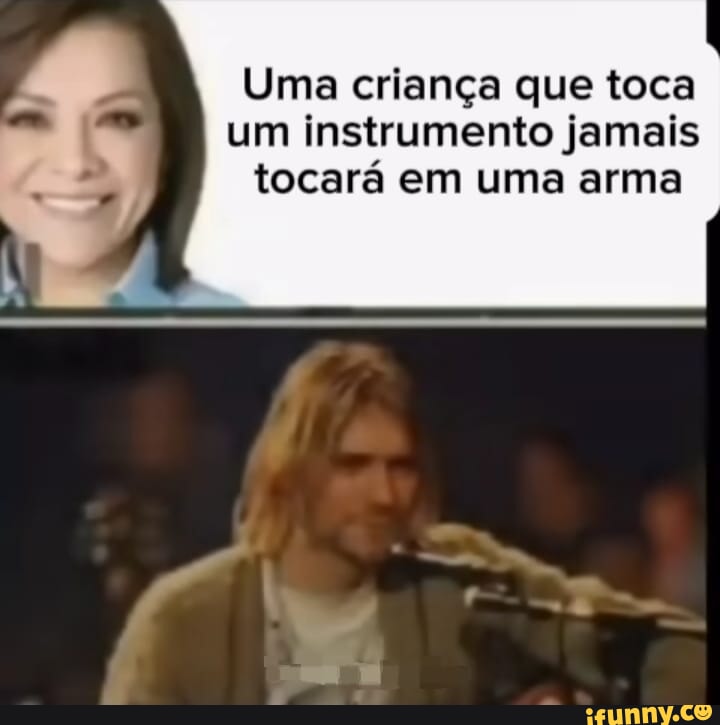 Uma criança que toca
um instrumento jamais
tocará em uma arma
ifunny.co